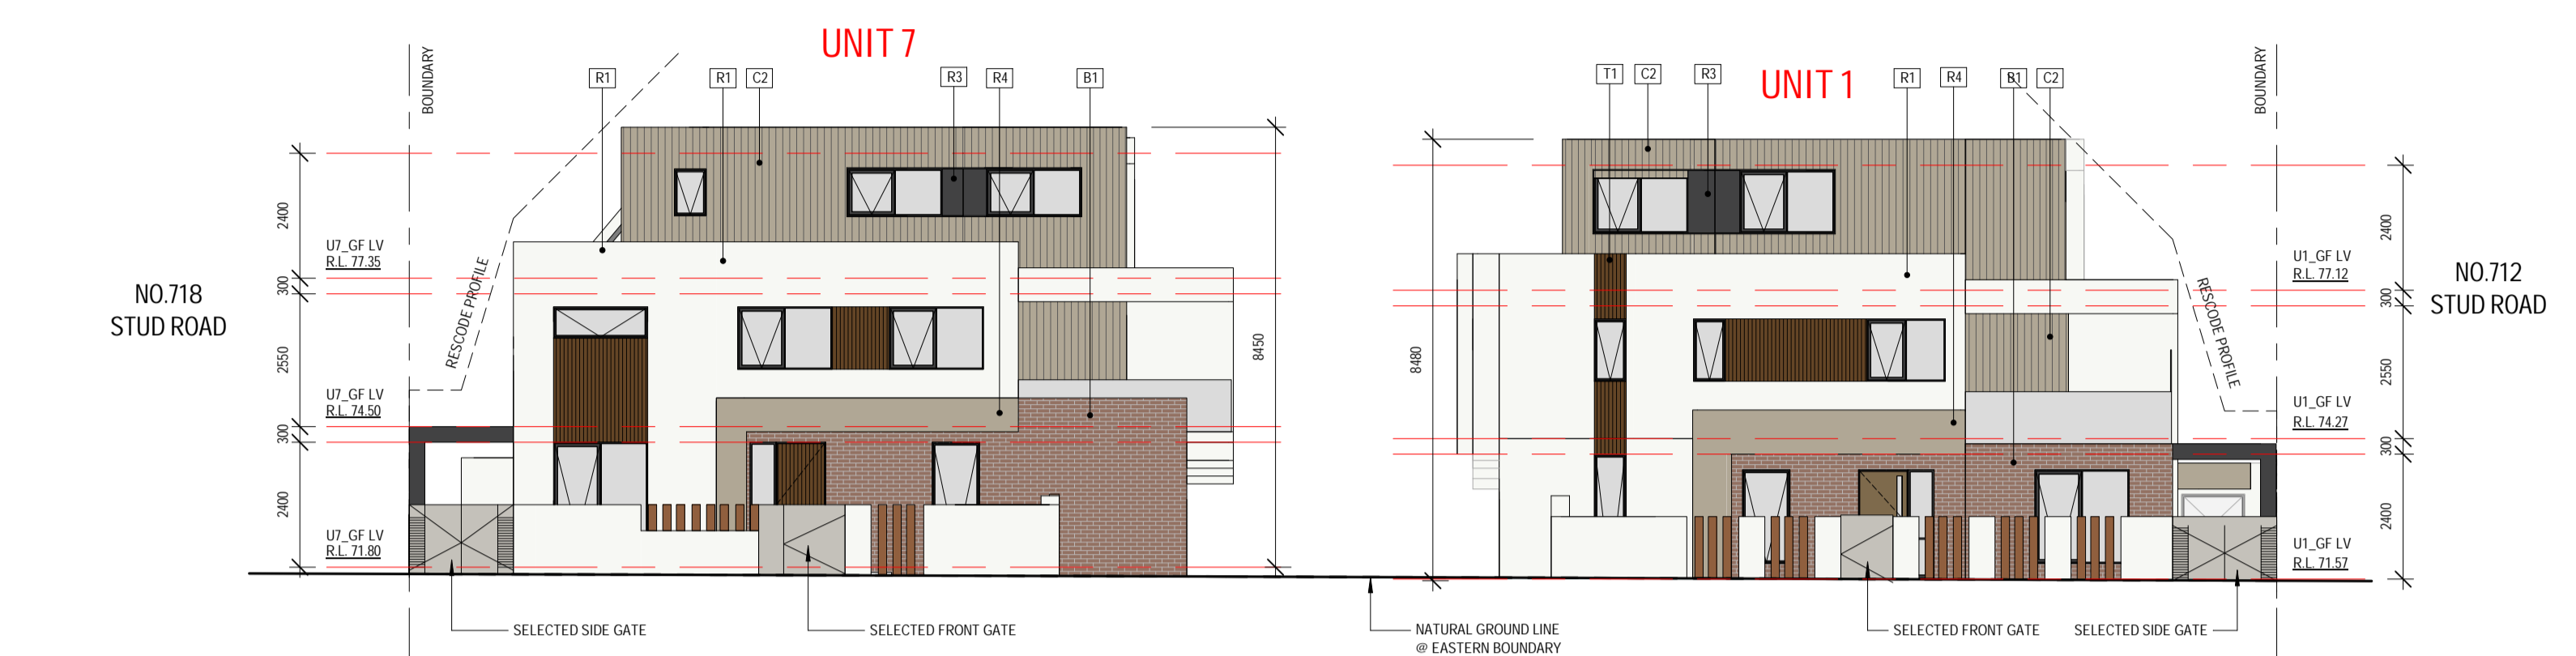 UNIT 7
UNIT 1
BOUNDARY
R1
R1
C2
R3
R4
B1
T1
C2
R3
R1
R4
B1
C2
BOUNDARY
2400
300
2550
300
2400
U7_GF LV
R.L. 77.35
U7_GF LV
R.L. 74.50
U7_GF LV
R.L. 71.80
NO.718
STUD ROAD
RESCODE PROFILE
8450
8480
RESCODE PROFILE
U1_GF LV
R.L. 77.12
U1_GF LV
R.L. 74.27
U1_GF LV
R.L. 71.57
2400
300
2550
300
2400
NO.712
STUD ROAD
SELECTED SIDE GATE
SELECTED FRONT GATE
NATURAL GROUND LINE
@ EASTERN BOUNDARY
SELECTED FRONT GATE
SELECTED SIDE GATE